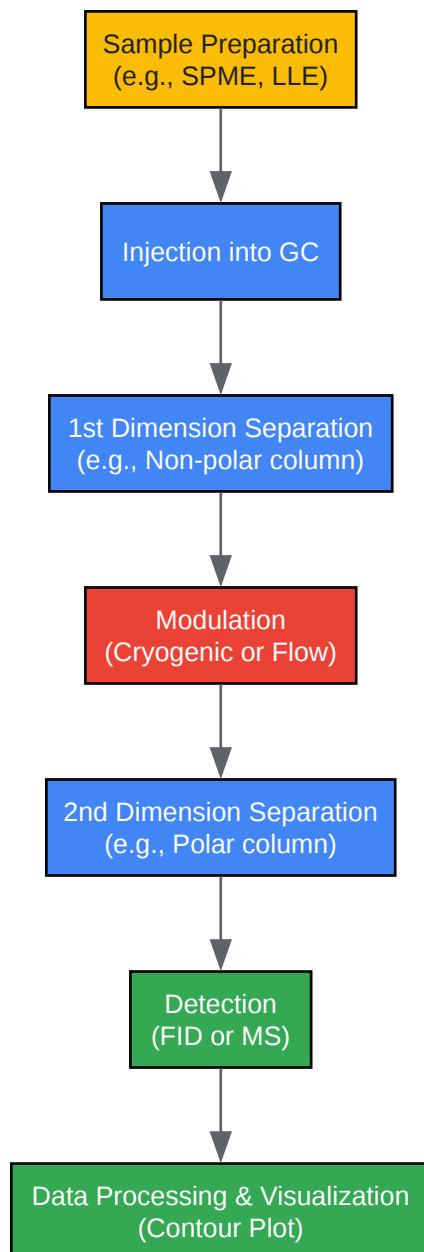 Sample Preparation
(e.g., SPME, LLE)
Injection into GC
1st Dimension Separation
(e.g., Non-polar column)
Modulation
(Cryogenic or Flow)
2nd Dimension Separation
(e.g., Polar column)
Detection
(FID or MS)
Data Processing & Visualization
(Contour Plot)